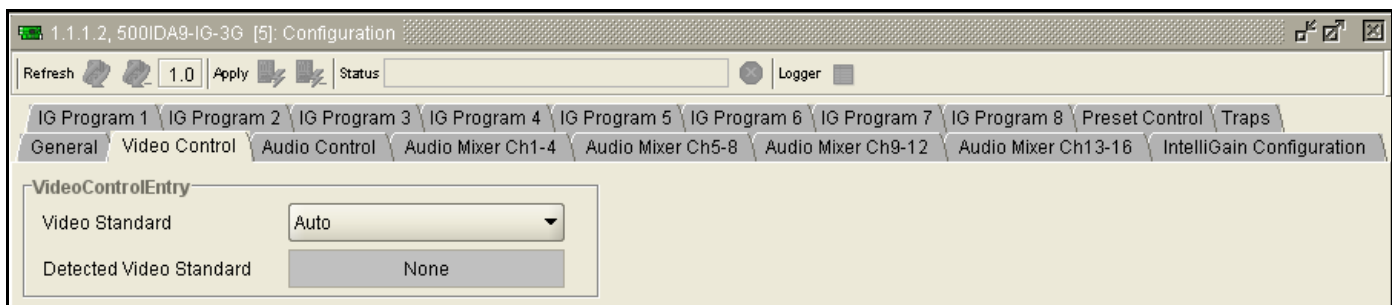 1.1.1.2, 500IDA9-IG-3G [5]: Configuration
Refresh 1.0 Apply Status Logger
IG Program 1 IG Program 2 IG Program 3 IG Program 4 IG Program 5 IG Program 6 IG Program 7 IG Program 8 Preset Control Traps
General Video Control Audio Control Audio Mixer Ch1-4 Audio Mixer Ch5-8 Audio Mixer Ch9-12 Audio Mixer Ch13-16 IntelliGain Configuration
VideoControlEntry
Video Standard Auto
Detected Video Standard None